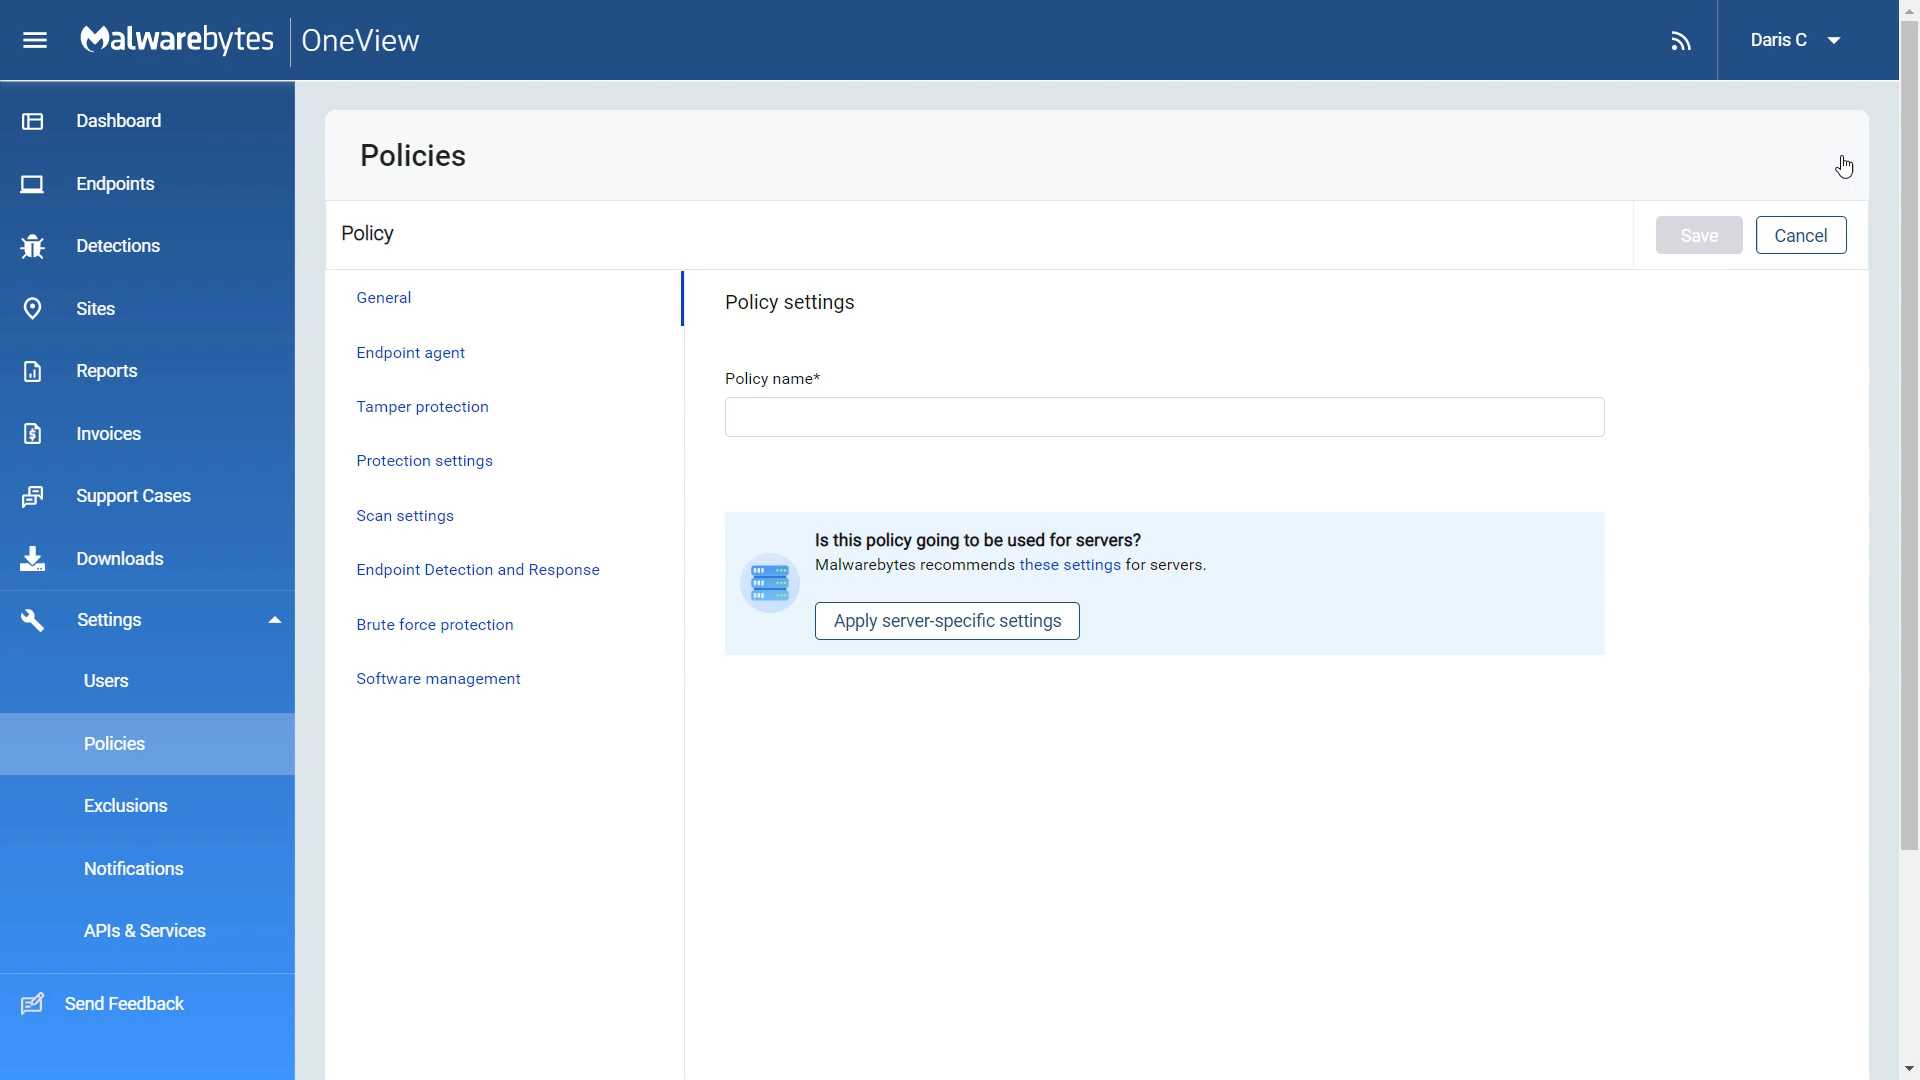 Malwarebytes | OneView
Daris C
Dashboard
Endpoints
Detections
Sites
Reports
Invoices
Support Cases
Downloads
Settings
Users
Policies
Exclusions
Notifications
APIs & Services
Send Feedback
Policies
Policy
Save
Cancel
General
Endpoint agent
Tamper protection
Protection settings
Scan settings
Endpoint Detection and Response
Brute force protection
Software management
Policy settings
Policy name*
Is this policy going to be used for servers?
Malwarebytes recommends these settings for servers.
Apply server-specific settings